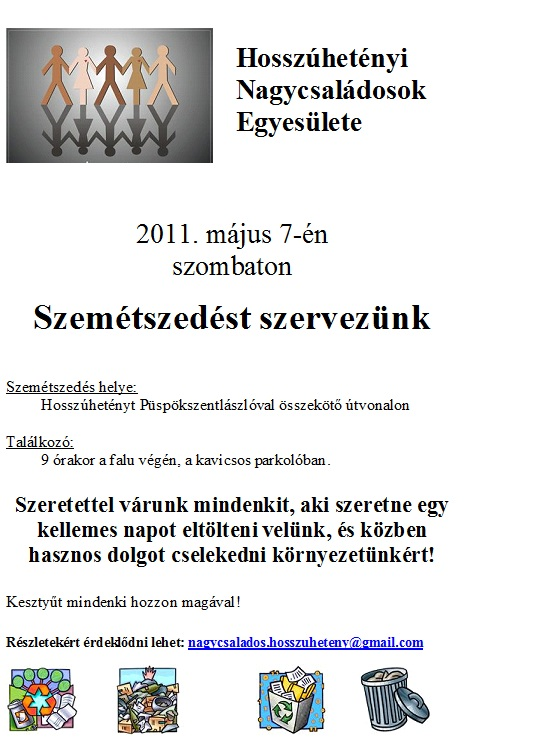 Hosszúhetényi
Nagycsaládosok
Egyesülete
2011. május 7-én
szombaton
Szemétszedést szervezünk
Szemétszedés helye:
Hosszúhetényt Püspökszentlászlóval összekötő útvonalon
Találkozó:
9 órakor a falu végén, a kavicsos parkolóban.
Szeretettel várunk mindenkit, aki szeretne egy
kellemes napot eltölteni velünk, és közben
hasznos dolgot cselekedni környezetünkért!
Kesztyűt mindenki hozzon magával!
Részletekért érdeklődni lehet: nagycsalados.hosszuheteny@gmail.com